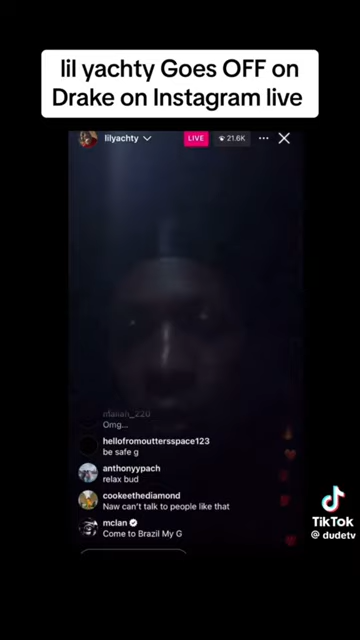 lil yachty Goes OFF on
Drake on Instagram live
lilyachty
LIVE
21.6K
Omg...
hellofromouttersspace123
be safe g
anthonyypach
relax bud
cookeethediamond
Naw can't talk to people like that
mclan
Come to Brazil My G
TikTok
@ dudetv